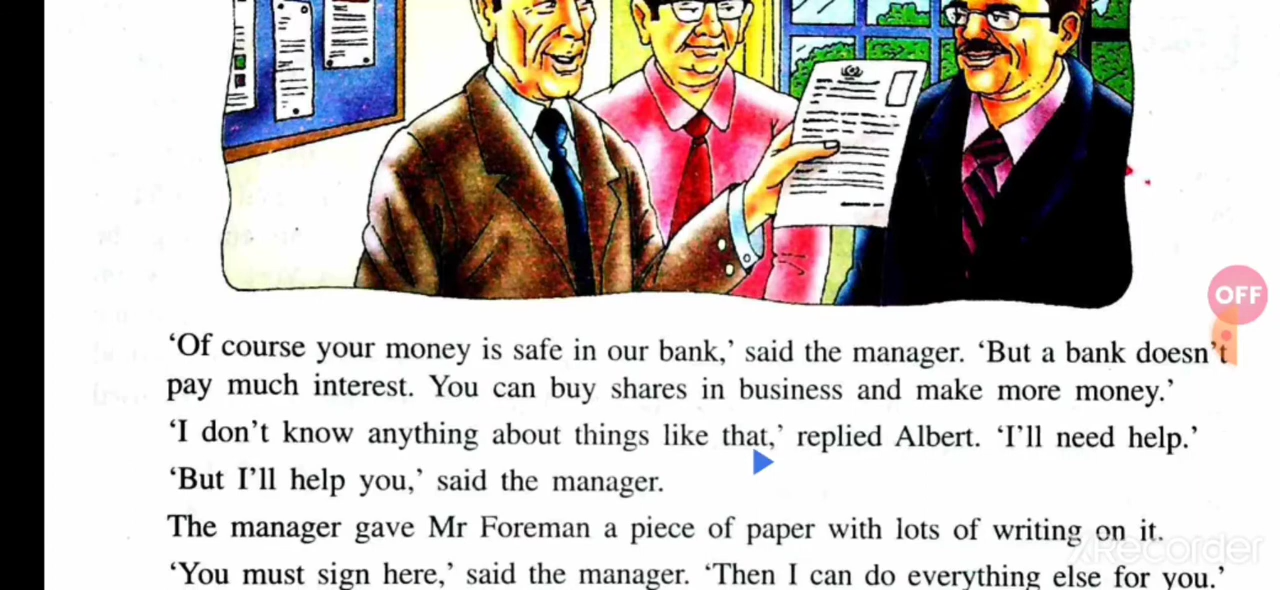 OFF
‘Of course your money is safe in our bank,’ said the manager. ‘But a bank doesn’t
pay much interest. You can buy shares in business and make more money.’
‘I don’t know anything about things like that,’ replied Albert. ‘I’ll need help.’
‘But I’ll help you,’ said the manager.
The manager gave Mr Foreman a piece of paper with lots of writing on it.
XRecorder
‘You must sign here,’ said the manager. ‘Then I can do everything else for you.’